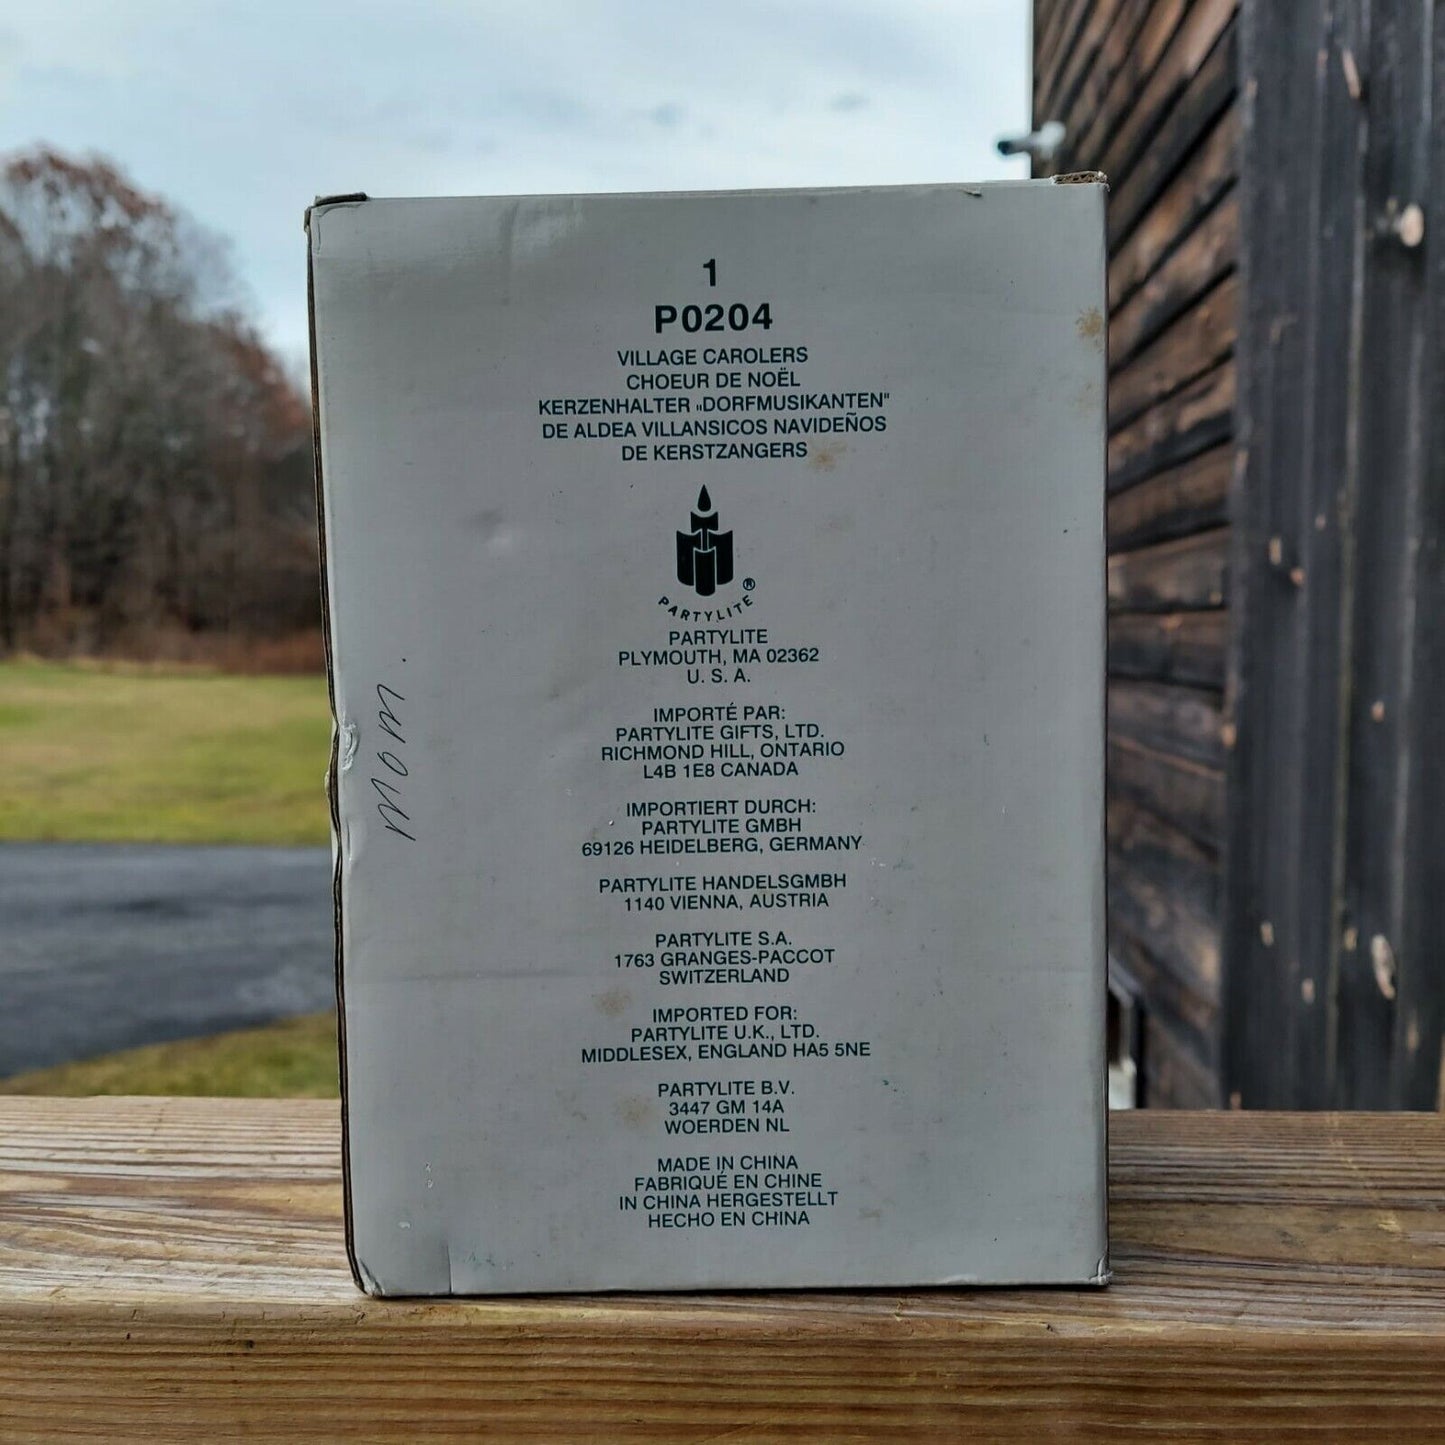 1
P0204
VILLAGE CAROLERS
CHOEUR DE NOËL
KERZENHALTER „DORFMUSIKANTEN"
DE ALDEA VILLANSICOS NAVIDEÑOS
DE KERSTZANGERS
PARTYLITE®
PARTYLITE
PLYMOUTH, MA 02362
U. S. A.
IMPORTÉ PAR:
PARTYLITE GIFTS, LTD.
RICHMOND HILL, ONTARIO
L4B 1E8 CANADA
IMPORTIERT DURCH:
PARTYLITE GMBH
69126 HEIDELBERG, GERMANY
PARTYLITE HANDELSGMBH
1140 VIENNA, AUSTRIA
PARTYLITE S.A.
1763 GRANGES-PACCOT
SWITZERLAND
IMPORTED FOR:
PARTYLITE U.K., LTD.
MIDDLESEX, ENGLAND HA5 5NE
PARTYLITE B.V.
3447 GM 14A
WOERDEN NL
MADE IN CHINA
FABRIQUÉ EN CHINE
IN CHINA HERGESTELLT
HECHO EN CHINA
Mom